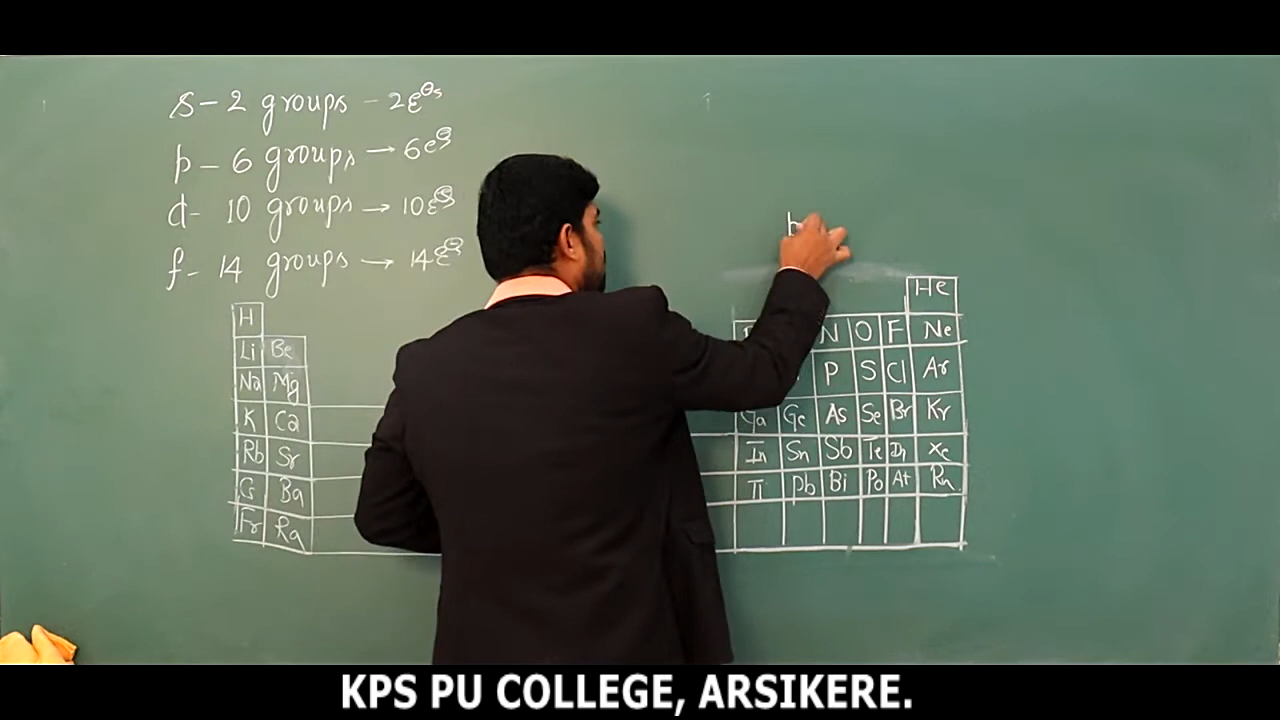 s - 2 groups - 2e⊖s
p - 6 groups → 6e⊖s
d - 10 groups → 10e⊖s
f - 14 groups → 14e⊖s
He
H
N O F Ne
Li Be
P S Cl Ar
Na Mg
K Ca Ga Ge As Se Br Kr
Rb Sr In Sn Sb Te Xe
Cs Ba Tl Pb Bi Po At Rn
Fr Ra
KPS PU COLLEGE, ARSIKERE.